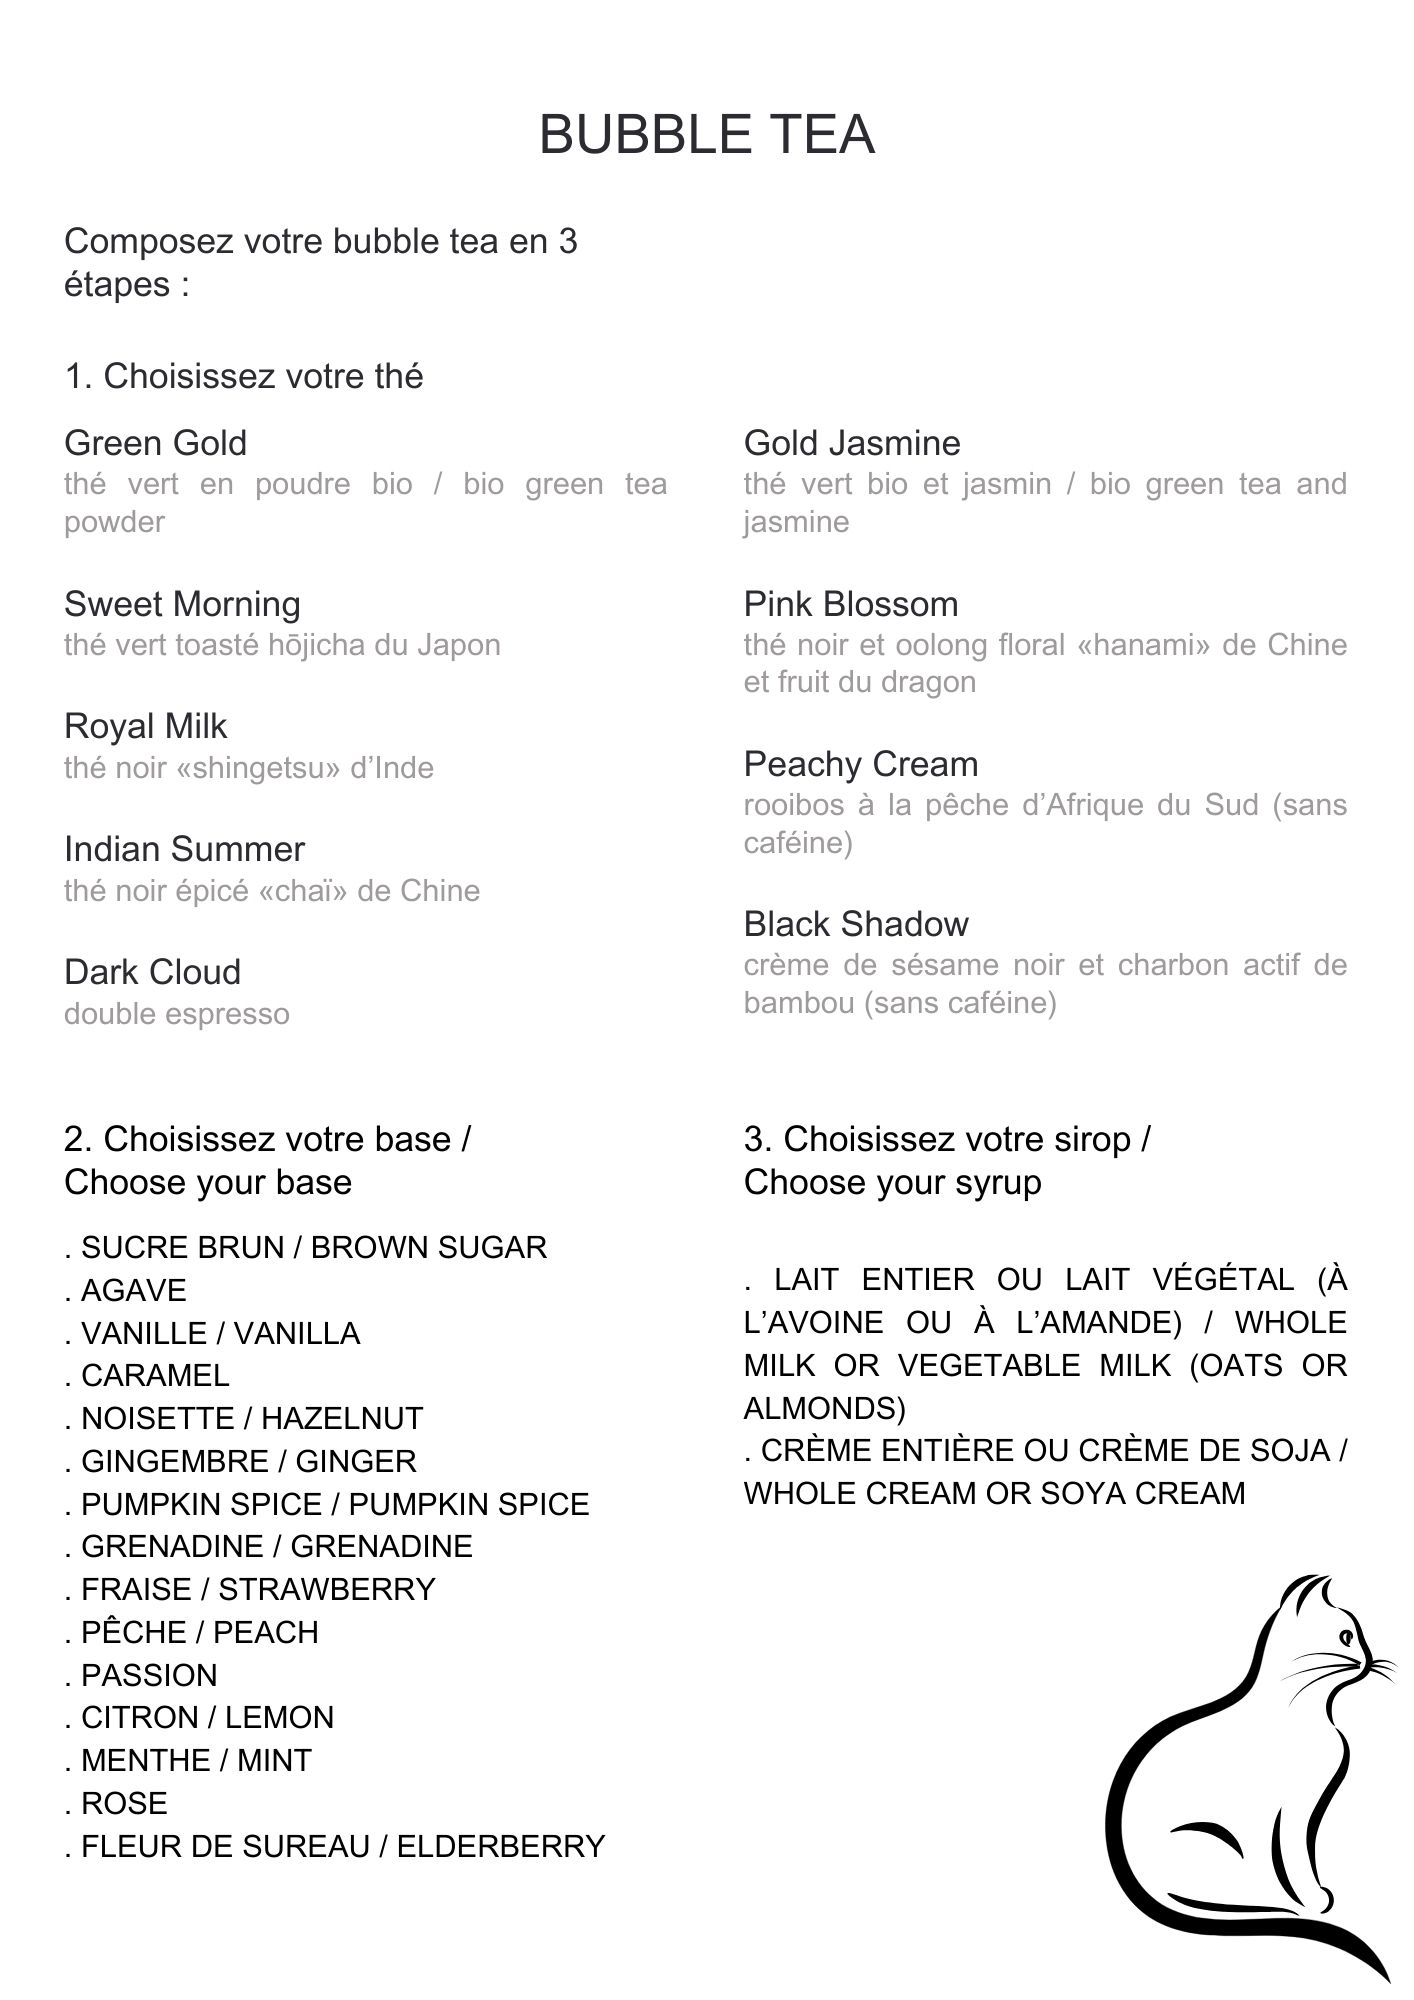 BUBBLE TEA
Composez votre bubble tea en 3
étapes :
1. Choisissez votre thé
Green Gold
thé vert en poudre bio / bio green tea
powder
Sweet Morning
thé vert toasté hōjicha du Japon
Royal Milk
thé noir «shingetsu» d’Inde
Indian Summer
thé noir épicé «chaï» de Chine
Dark Cloud
double espresso
Gold Jasmine
thé vert bio et jasmin / bio green tea and
jasmine
Pink Blossom
thé noir et oolong floral «hanami» de Chine
et fruit du dragon
Peachy Cream
rooibos à la pêche d’Afrique du Sud (sans
caféine)
Black Shadow
crème de sésame noir et charbon actif de
bambou (sans caféine)
2. Choisissez votre base /
Choose your base
. SUCRE BRUN / BROWN SUGAR
. AGAVE
. VANILLE / VANILLA
. CARAMEL
. NOISETTE / HAZELNUT
. GINGEMBRE / GINGER
. PUMPKIN SPICE / PUMPKIN SPICE
. GRENADINE / GRENADINE
. FRAISE / STRAWBERRY
. PÊCHE / PEACH
. PASSION
. CITRON / LEMON
. MENTHE / MINT
. ROSE
. FLEUR DE SUREAU / ELDERBERRY
3. Choisissez votre sirop /
Choose your syrup
. LAIT ENTIER OU LAIT VÉGÉTAL (À
L’AVOINE OU À L’AMANDE) / WHOLE
MILK OR VEGETABLE MILK (OATS OR
ALMONDS)
. CRÈME ENTIÈRE OU CRÈME DE SOJA /
WHOLE CREAM OR SOYA CREAM